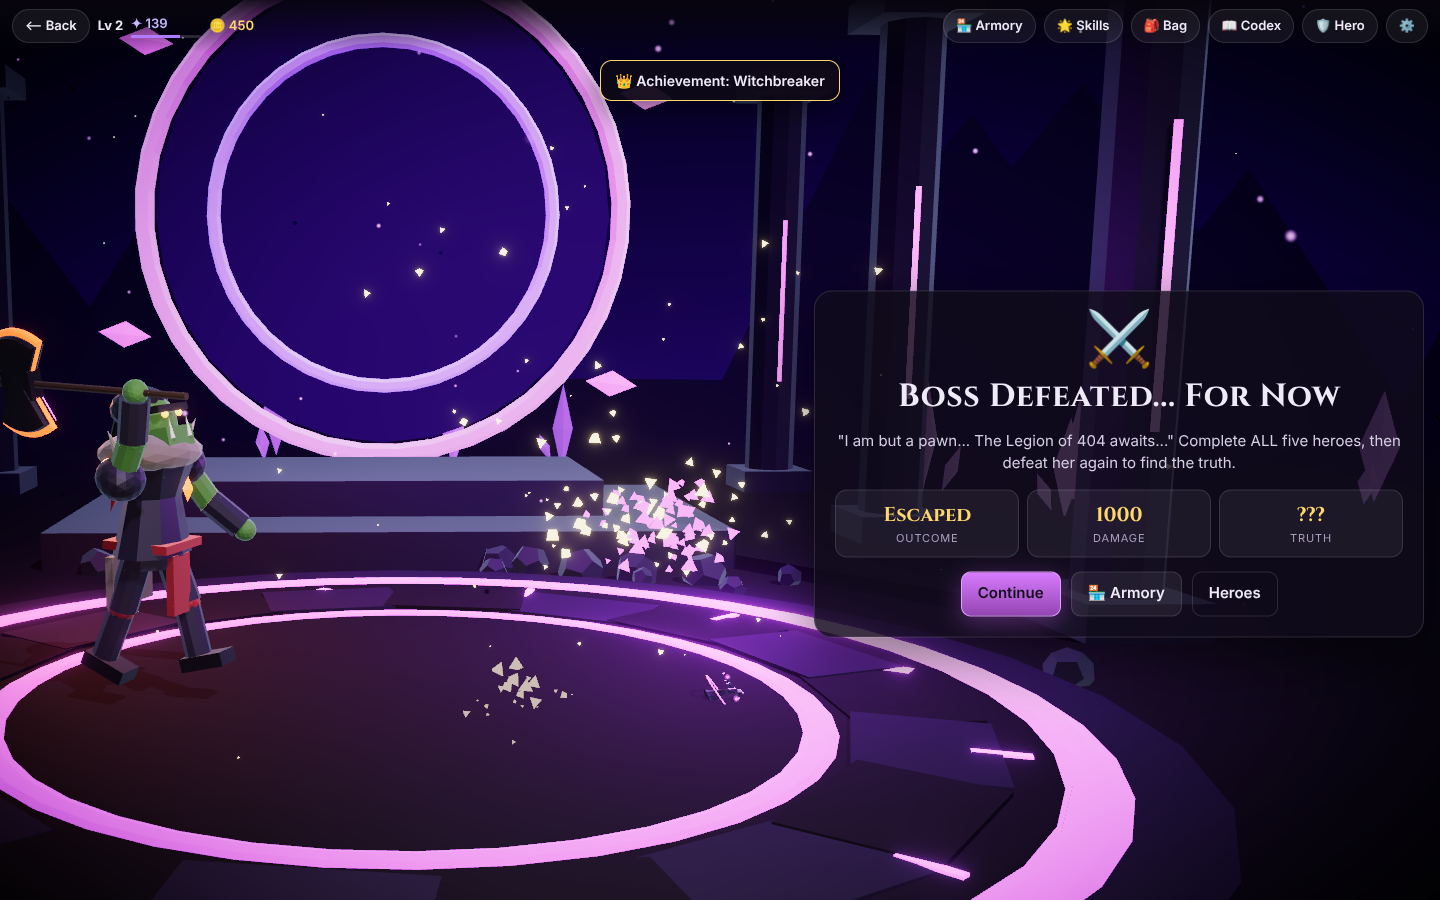 ← Back
Lv 2
139
450
Armory
Skills
Bag
Codex
Hero
Achievement: Witchbreaker
Boss Defeated... For Now
"I am but a pawn... The Legion of 404 awaits..." Complete ALL five heroes, then
defeat her again to find the truth.
Escaped
OUTCOME
1000
DAMAGE
???
TRUTH
Continue
Armory
Heroes